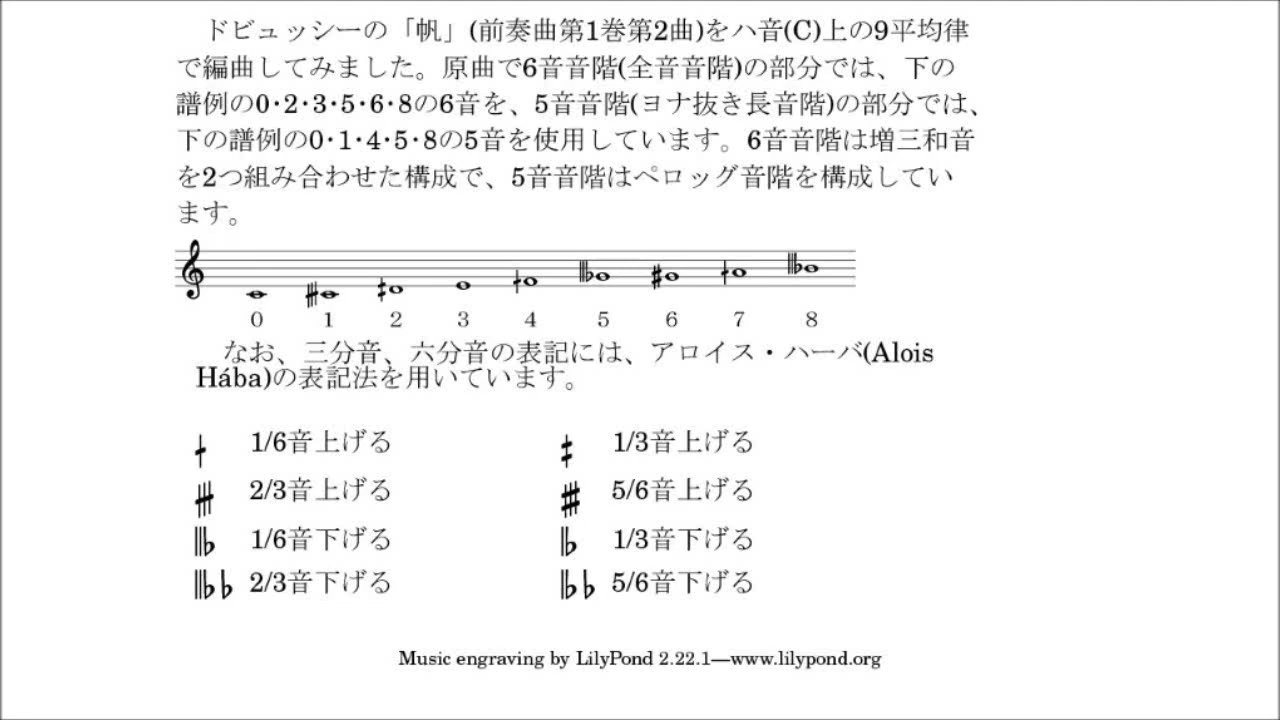 ドビュッシーの「帆」(前奏曲第1巻第2曲)をハ音(C)上の9平均律
で編曲してみました。原曲で6音音階(全音音階)の部分では、下の
譜例の0･2･3･5･6･8の6音を、5音音階(ヨナ抜き長音階)の部分では、
下の譜例の0･1･4･5･8の5音を使用しています。6音音階は増三和音
を2つ組み合わせた構成で、5音音階はペロッグ音階を構成してい
ます。
0 1 2 3 4 5 6 7 8
なお、三分音、六分音の表記には、アロイス・ハーバ(Alois
Hába)の表記法を用いています。
1/6音上げる 1/3音上げる
2/3音上げる 5/6音上げる
1/6音下げる 1/3音下げる
2/3音下げる 5/6音下げる
Music engraving by LilyPond 2.22.1—www.lilypond.org